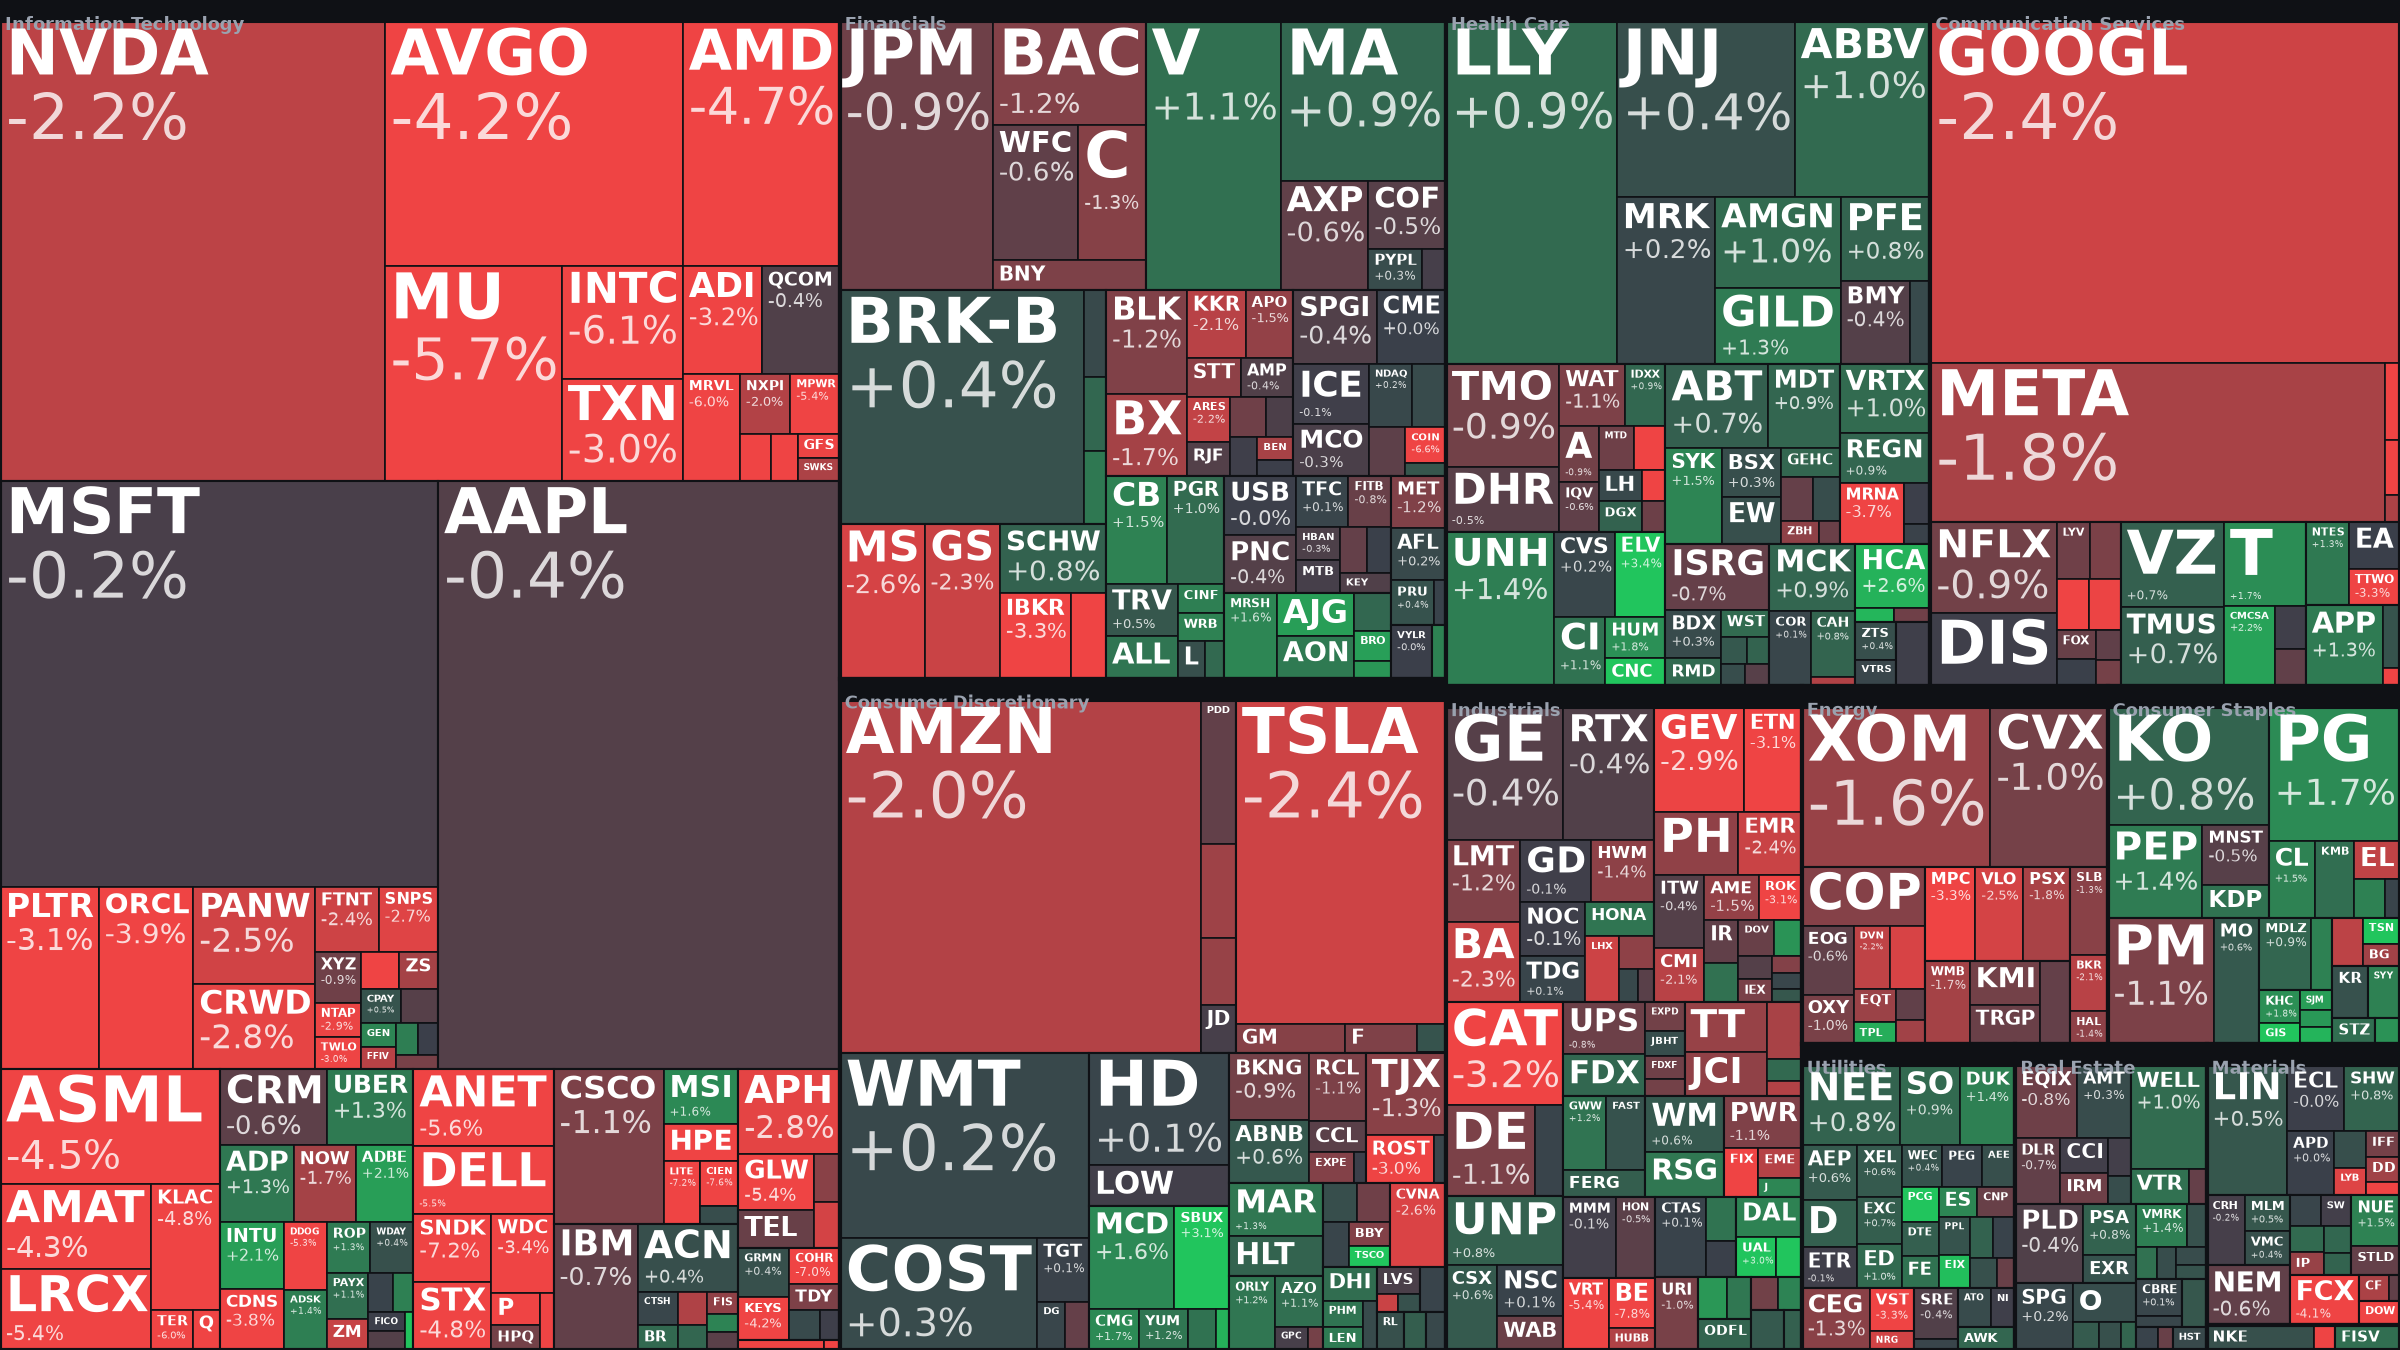 Information Technology
NVDA
-2.2%
AVGO
-4.2%
AMD
-4.7%
MU
-5.7%
INTC
-6.1%
TXN
-3.0%
ADI
-3.2%
QCOM
-0.4%
MRVL
-6.0%
NXPI
-2.0%
MPWR
-5.4%
GFS
SWKS
MSFT
-0.2%
AAPL
-0.4%
PLTR
-3.1%
ORCL
-3.9%
PANW
-2.5%
CRWD
-2.8%
FTNT
-2.4%
SNPS
-2.7%
XYZ
-0.9%
ZS
NTAP
-2.9%
CPAY
+0.5%
GEN
TWLO
-3.0%
FFIV
ASML
-4.5%
AMAT
-4.3%
KLAC
-4.8%
LRCX
-5.4%
TER
-6.0%
Q
CRM
-0.6%
UBER
+1.3%
ADP
+1.3%
NOW
-1.7%
ADBE
+2.1%
INTU
+2.1%
DDOG
-5.3%
ROP
+1.3%
WDAY
+0.4%
CDNS
-3.8%
ADSK
+1.4%
PAYX
+1.1%
ZM
FICO
ANET
-5.6%
DELL
-5.5%
SNDK
-7.2%
WDC
-3.4%
STX
-4.8%
P
HPQ
CSCO
-1.1%
MSI
+1.6%
HPE
LITE
-7.2%
CIEN
-7.6%
APH
-2.8%
GLW
-5.4%
TEL
IBM
-0.7%
ACN
+0.4%
CTSH
FIS
BR
GRMN
+0.4%
COHR
-7.0%
TDY
KEYS
-4.2%
Financials
JPM
-0.9%
BAC
-1.2%
WFC
-0.6%
C
-1.3%
BNY
V
+1.1%
MA
+0.9%
AXP
-0.6%
COF
-0.5%
PYPL
+0.3%
BRK-B
+0.4%
MS
-2.6%
GS
-2.3%
SCHW
+0.8%
IBKR
-3.3%
BLK
-1.2%
KKR
-2.1%
APO
-1.5%
BX
-1.7%
STT
AMP
-0.4%
ARES
-2.2%
RJF
BEN
SPGI
-0.4%
CME
+0.0%
ICE
-0.1%
NDAQ
+0.2%
MCO
-0.3%
COIN
-6.6%
CB
+1.5%
PGR
+1.0%
TRV
+0.5%
CINF
WRB
ALL
L
USB
-0.0%
TFC
+0.1%
FITB
-0.8%
MET
-1.2%
PNC
-0.4%
HBAN
-0.3%
MTB
KEY
AFL
+0.2%
PRU
+0.4%
MRSH
+1.6%
AJG
AON
BRO
VYLR
-0.0%
Health Care
LLY
+0.9%
JNJ
+0.4%
ABBV
+1.0%
MRK
+0.2%
AMGN
+1.0%
PFE
+0.8%
GILD
+1.3%
BMY
-0.4%
TMO
-0.9%
WAT
-1.1%
IDXX
+0.9%
DHR
-0.5%
A
-0.9%
MTD
IQV
-0.6%
LH
DGX
ABT
+0.7%
MDT
+0.9%
VRTX
+1.0%
REGN
+0.9%
SYK
+1.5%
BSX
+0.3%
GEHC
EW
ZBH
MRNA
-3.7%
UNH
+1.4%
CVS
+0.2%
ELV
+3.4%
CI
+1.1%
HUM
+1.8%
CNC
ISRG
-0.7%
MCK
+0.9%
HCA
+2.6%
BDX
+0.3%
WST
RMD
COR
+0.1%
CAH
+0.8%
ZTS
+0.4%
VTRS
Communication Services
GOOGL
-2.4%
META
-1.8%
NFLX
-0.9%
LYV
DIS
FOX
VZ
+0.7%
T
+1.7%
TMUS
+0.7%
CMCSA
+2.2%
NTES
+1.3%
EA
TTWO
-3.3%
APP
+1.3%
Consumer Discretionary
AMZN
-2.0%
PDD
JD
TSLA
-2.4%
GM
F
WMT
+0.2%
COST
+0.3%
TGT
+0.1%
DG
HD
+0.1%
LOW
MCD
+1.6%
SBUX
+3.1%
CMG
+1.7%
YUM
+1.2%
BKNG
-0.9%
RCL
-1.1%
TJX
-1.3%
ABNB
+0.6%
CCL
EXPE
ROST
-3.0%
MAR
+1.3%
HLT
BBY
TSCO
CVNA
-2.6%
ORLY
+1.2%
AZO
+1.1%
GPC
DHI
PHM
LEN
LVS
RL
Industrials
GE
-0.4%
RTX
-0.4%
GEV
-2.9%
ETN
-3.1%
PH
EMR
-2.4%
LMT
-1.2%
GD
-0.1%
HWM
-1.4%
BA
-2.3%
NOC
-0.1%
HONA
TDG
+0.1%
LHX
ITW
-0.4%
AME
-1.5%
ROK
-3.1%
CMI
-2.1%
IR
DOV
IEX
CAT
-3.2%
DE
-1.1%
UPS
-0.8%
FDX
EXPD
JBHT
FDXF
TT
JCI
GWW
+1.2%
FAST
FERG
WM
+0.6%
RSG
PWR
-1.1%
FIX
EME
J
UNP
+0.8%
CSX
+0.6%
NSC
+0.1%
WAB
MMM
-0.1%
HON
-0.5%
CTAS
+0.1%
DAL
UAL
+3.0%
VRT
-5.4%
BE
-7.8%
HUBB
URI
-1.0%
ODFL
Energy
XOM
-1.6%
CVX
-1.0%
COP
EOG
-0.6%
DVN
-2.2%
OXY
-1.0%
EQT
TPL
MPC
-3.3%
VLO
-2.5%
PSX
-1.8%
SLB
-1.3%
WMB
-1.7%
KMI
TRGP
BKR
-2.1%
HAL
-1.4%
Consumer Staples
KO
+0.8%
PG
+1.7%
PEP
+1.4%
MNST
-0.5%
KDP
CL
+1.5%
KMB
EL
PM
-1.1%
MO
+0.6%
MDLZ
+0.9%
TSN
BG
KHC
+1.8%
SJM
GIS
KR
SYY
STZ
Utilities
NEE
+0.8%
SO
+0.9%
DUK
+1.4%
AEP
+0.6%
XEL
+0.6%
WEC
+0.4%
PEG
AEE
D
EXC
+0.7%
PCG
ES
CNP
DTE
PPL
ETR
-0.1%
ED
+1.0%
FE
EIX
CEG
-1.3%
VST
-3.3%
NRG
SRE
-0.4%
ATO
NI
AWK
Real Estate
EQIX
-0.8%
AMT
+0.3%
WELL
+1.0%
DLR
-0.7%
CCI
IRM
VTR
PLD
-0.4%
PSA
+0.8%
EXR
VMRK
+1.4%
SPG
+0.2%
O
CBRE
+0.1%
HST
Materials
LIN
+0.5%
ECL
-0.0%
SHW
+0.8%
APD
+0.0%
IFF
DD
LYB
CRH
-0.2%
MLM
+0.5%
VMC
+0.4%
SW
NUE
+1.5%
IP
STLD
NEM
-0.6%
FCX
-4.1%
CF
DOW
NKE
FISV